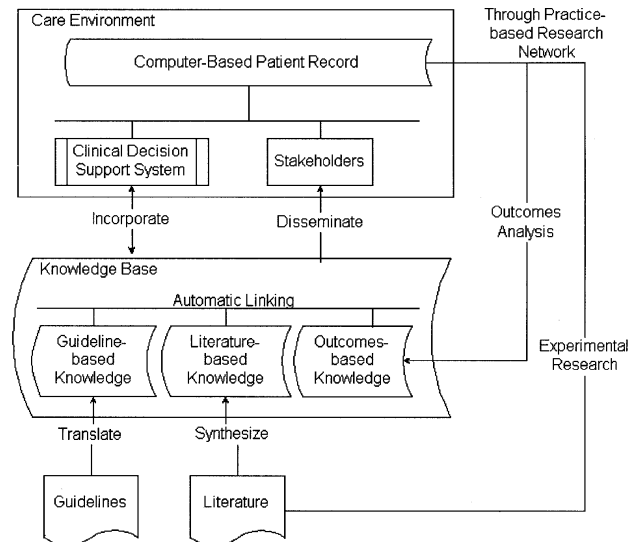 Care Environment
Through Practice-
based Research
Network
Computer-Based Patient Record
Clinical Decision
Support System
Stakeholders
Incorporate
Disseminate
Outcomes
Analysis
Knowledge Base
Automatic Linking
Guideline-
based
Knowledge
Literature-
based
Knowledge
Outcomes-
based
Knowledge
Experimental
Research
Translate
Synthesize
Guidelines
Literature